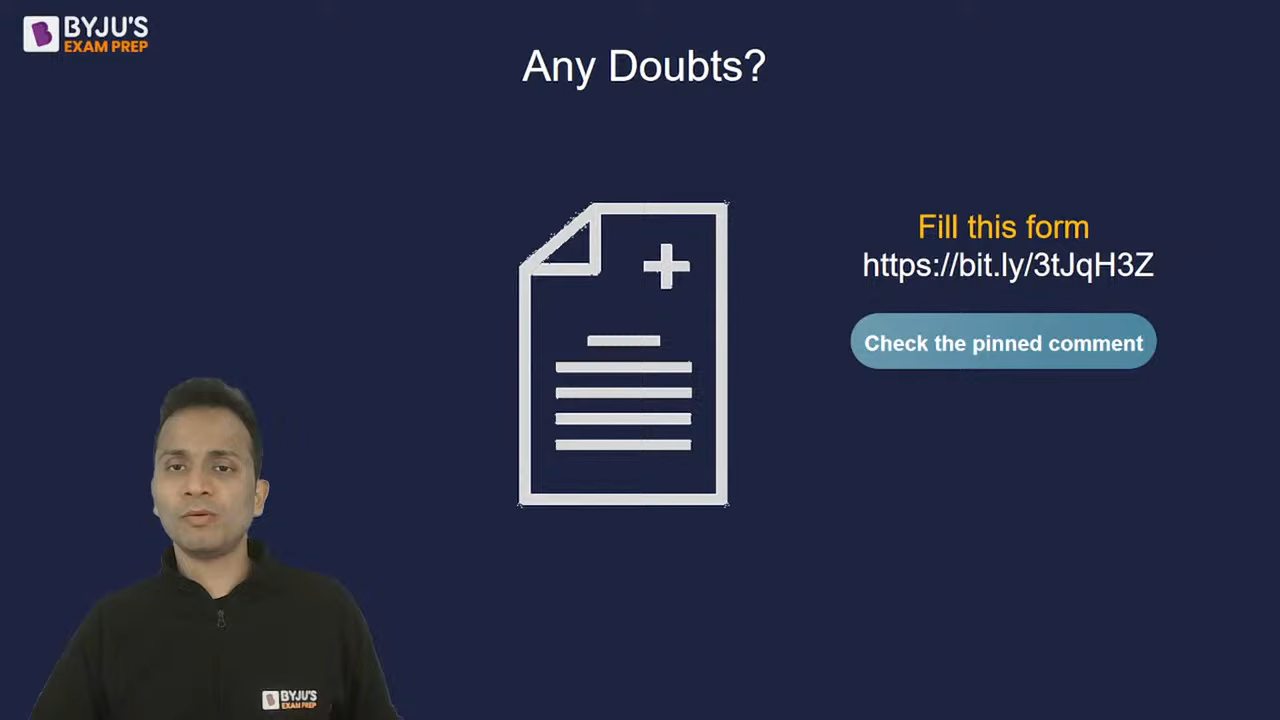 BYJU'S
EXAM PREP
Any Doubts?
Fill this form
https://bit.ly/3tJqH3Z
Check the pinned comment
BYJU'S
EXAM PREP